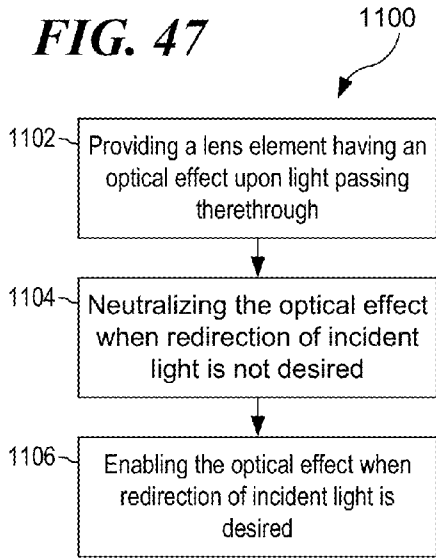 FIG. 47
1100
1102
Providing a lens element having an
optical effect upon light passing
therethrough
1104
Neutralizing the optical effect
when redirection of incident
light is not desired
1106
Enabling the optical effect when
redirection of incident light is
desired